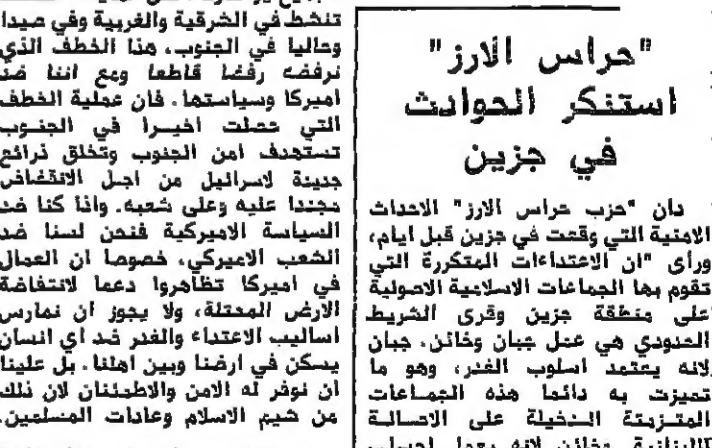 "حراس الارز"
استنكر الحوادث
في جزين
دان "حزب حراس الارز" الاحداث
الامنية التي وقعت في جزين قبل ايام،
ورأى "ان الاعتداءات المتكررة التي
تقوم بها الجماعات الاسلامية الاصولية
على منطقة جزين وقرى الشريط
الحدودي هي عمل جبان وخائن. جبان
لانه يعتمد اسلوب الغدر، وهو ما
تميزت به دائما هذه الجماعات
المتزمتة الدخيلة على الاصالة
اللبنانية. وخائن لانه يعمل لحساب
تنشط في الشرقية والغربية وفي صيدا
وحاليا في الجنوب، هذا الخطف الذي
نرفضه رفضا قاطعا ومع اننا ضد
اميركا وسياستها. فان عملية الخطف
التي حصلت اخيرا في الجنوب
تستهدف امن الجنوب وتخلق ذرائع
جديدة لاسرائيل من اجل الانقضاض
مجددا عليه وعلى شعبه. واذا كنا ضد
السياسة الاميركية فنحن لسنا ضد
الشعب الاميركي، خصوصا ان العمال
في اميركا تظاهروا دعما لانتفاضة
الارض المحتلة، ولا يجوز ان نمارس
اساليب الاعتداء والغدر ضد اي انسان
يسكن في ارضنا وبين اهلنا. بل علينا
ان نوفر له الامن والاطمئنان لان ذلك
من شيم الاسلام وعادات المسلمين.